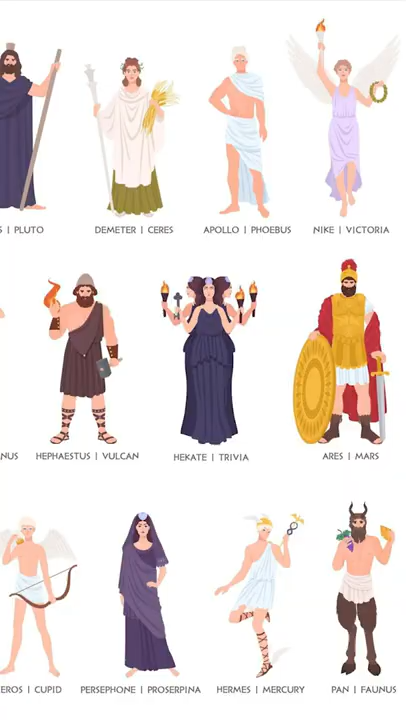 S | PLUTO
DEMETER | CERES
APOLLO | PHOEBUS
NIKE | VICTORIA
NUS
HEPHAESTUS | VULCAN
HEKATE | TRIVIA
ARES | MARS
EROS | CUPID
PERSEPHONE | PROSERPINA
HERMES | MERCURY
PAN | FAUNUS